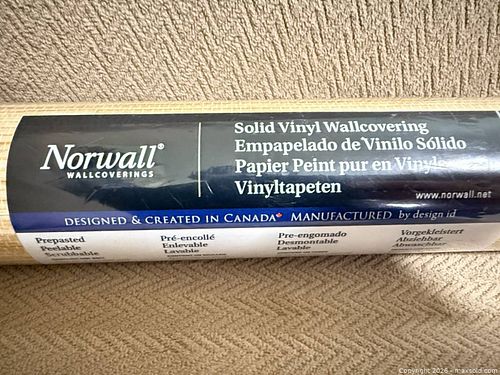 Norwall®
WALLCOVERINGS
Solid Vinyl Wallcovering
Empapelado de Vinilo Sólido
Papier Peint pur en Vinyle
Vinyltapeten
www.norwall.net
DESIGNED & CREATED IN CANADA MANUFACTURED by design id
Prepasted
Peelable
Scrubbable
Pré-encollé
Enlevable
Lavable
Pre-engomado
Desmontable
Lavable
Vorgekleistert
Abziehbar
Abwaschbar
Copyright 2026 - maxsold.com